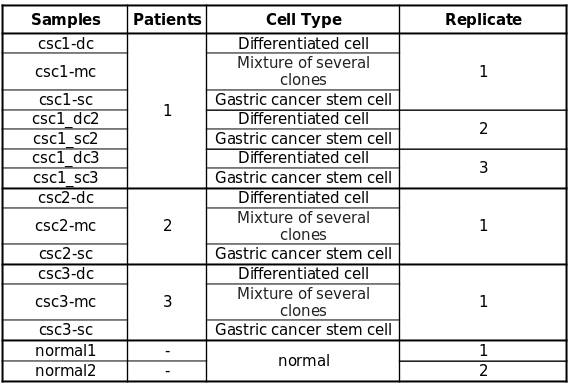 Samples Patients Cell Type Replicate
csc1-dc Differentiated cell
csc1-mc Mixture of several
clones 1
csc1-sc Gastric cancer stem cell
csc1_dc2 1 Differentiated cell 2
csc1_sc2 Gastric cancer stem cell
csc1_dc3 Differentiated cell 3
csc1_sc3 Gastric cancer stem cell
csc2-dc Differentiated cell
csc2-mc 2 Mixture of several
clones 1
csc2-sc Gastric cancer stem cell
csc3-dc Differentiated cell
csc3-mc 3 Mixture of several
clones 1
csc3-sc Gastric cancer stem cell
normal1 - normal 1
normal2 - 2